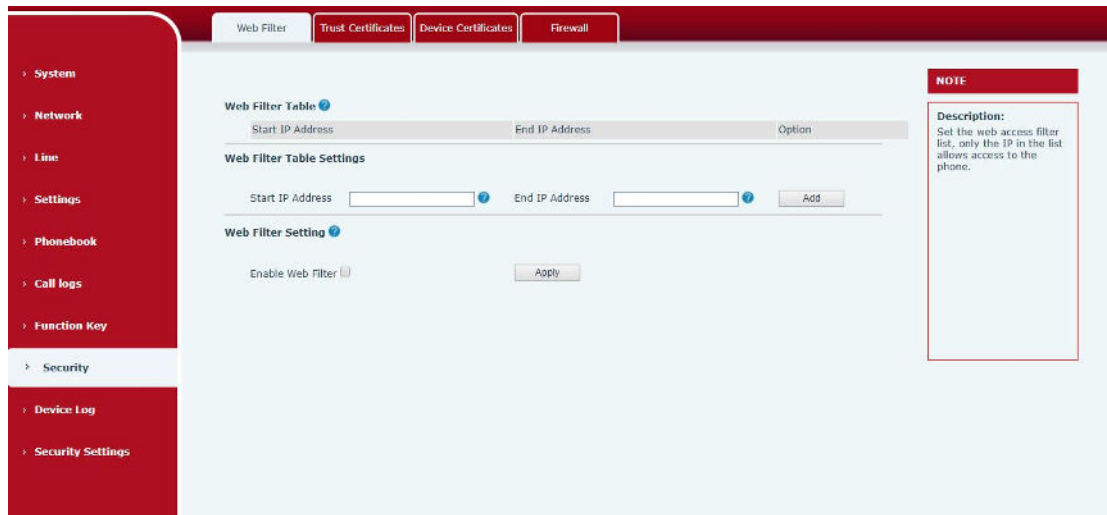 Web Filter
Trust Certificates
Device Certificates
Firewall
System
Network
Line
Settings
Phonebook
Call logs
Function Key
Security
Device Log
Security Settings
Web Filter Table
Start IP Address End IP Address Option
Web Filter Table Settings
Start IP Address End IP Address Add
Web Filter Setting
Enable Web Filter Apply
NOTE
Description:
Set the web access filter
list, only the IP in the list
allows access to the
phone.